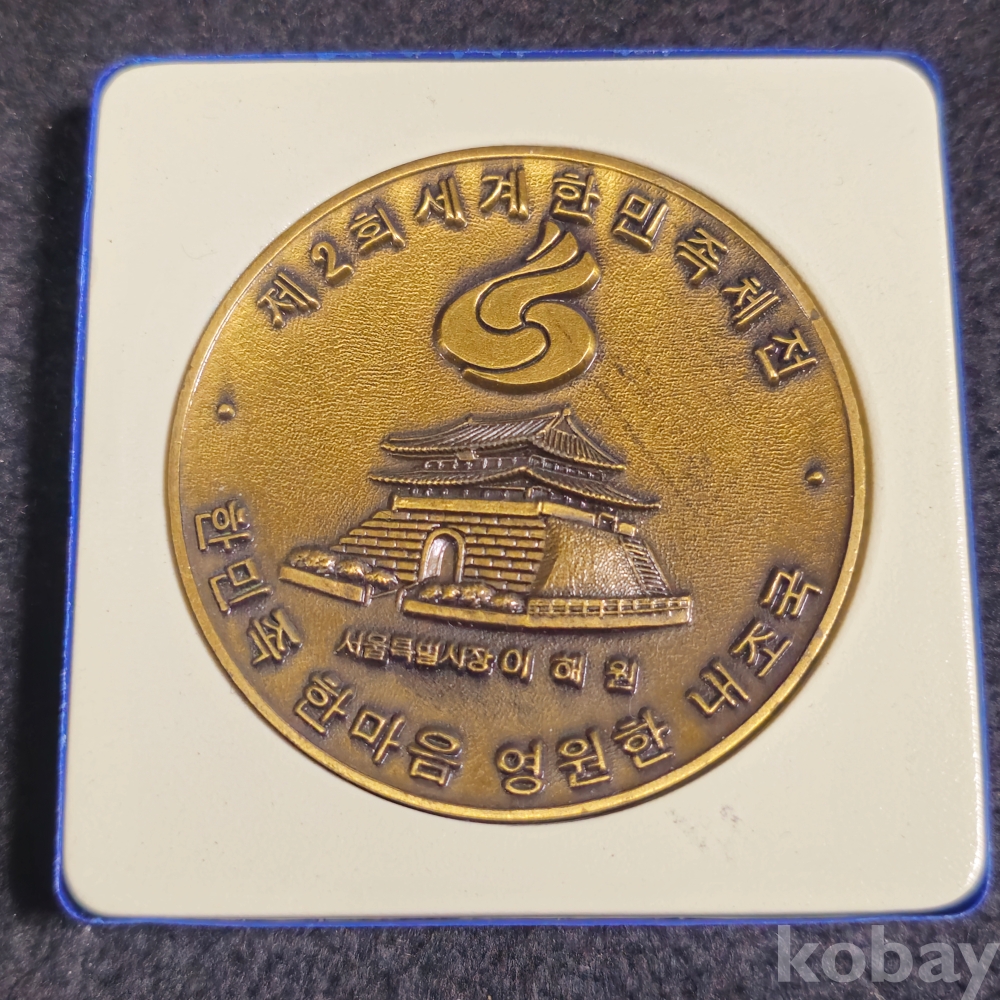 제2회세계한민족체전
서울특별시장 이해원
한민족 한마음 영원한 내조국
kobay